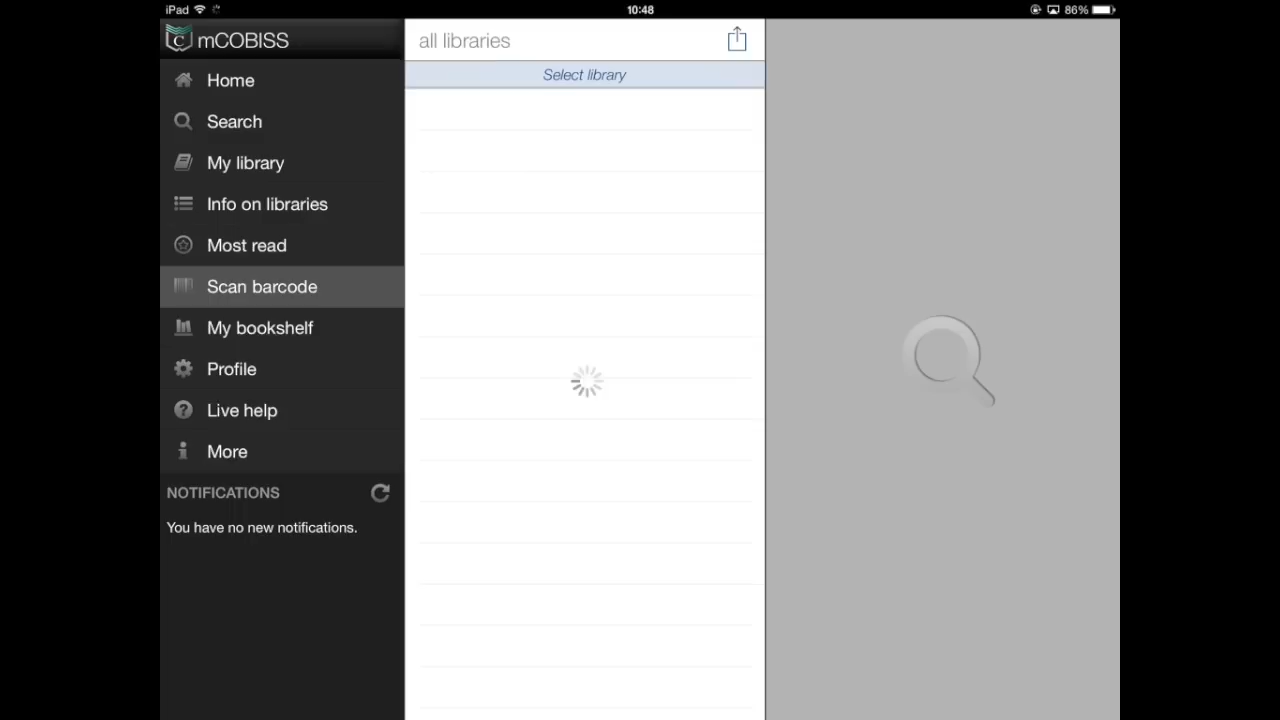 iPad
10:48
86%
mCOBISS
Home
Search
My library
Info on libraries
Most read
Scan barcode
My bookshelf
Profile
Live help
More
NOTIFICATIONS
You have no new notifications.
all libraries
Select library